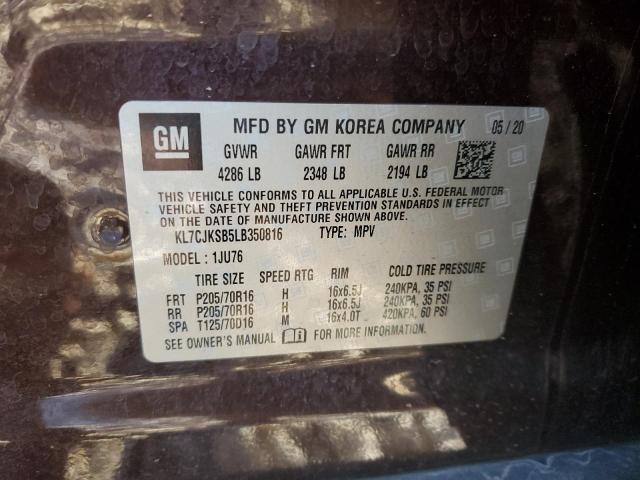 GM MFD BY GM KOREA COMPANY 05/20
GVWR GAWR FRT GAWR RR
4286 LB 2348 LB 2194 LB
THIS VEHICLE CONFORMS TO ALL APPLICABLE U.S. FEDERAL MOTOR
VEHICLE SAFETY AND THEFT PREVENTION STANDARDS IN EFFECT
ON THE DATE OF MANUFACTURE SHOWN ABOVE.
KL7CJKSB5LB350816 TYPE: MPV
MODEL: 1JU76
TIRE SIZE SPEED RTG RIM COLD TIRE PRESSURE
FRT P205/70R16 H 16x6.5J 240KPA, 35 PSI
RR P205/70R16 H 16x6.5J 240KPA, 35 PSI
SPA T125/70D16 M 16x4.0T 420KPA, 60 PSI
SEE OWNER'S MANUAL FOR MORE INFORMATION.